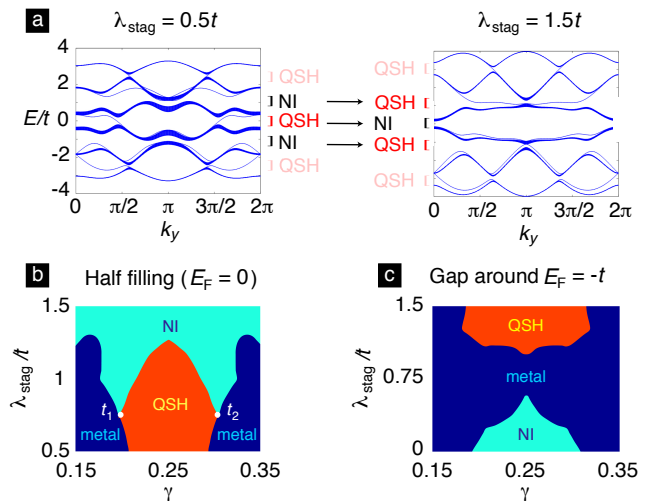 a
λstag = 0.5t
λstag = 1.5t
4
2
E/t 0
-2
-4
0 π/2 π 3π/2 2π
ky
QSH
NI
QSH
NI
QSH
QSH
QSH
NI
QSH
QSH
0 π/2 π 3π/2 2π
ky
b Half filling (EF = 0)
1.5
1
0.5
λstag/t
NI
QSH
t1
t2
metal
metal
0.15 0.25 0.35
γ
c Gap around EF = -t
1.5
0.75
0
λstag/t
QSH
metal
NI
0.15 0.25 0.35
γ